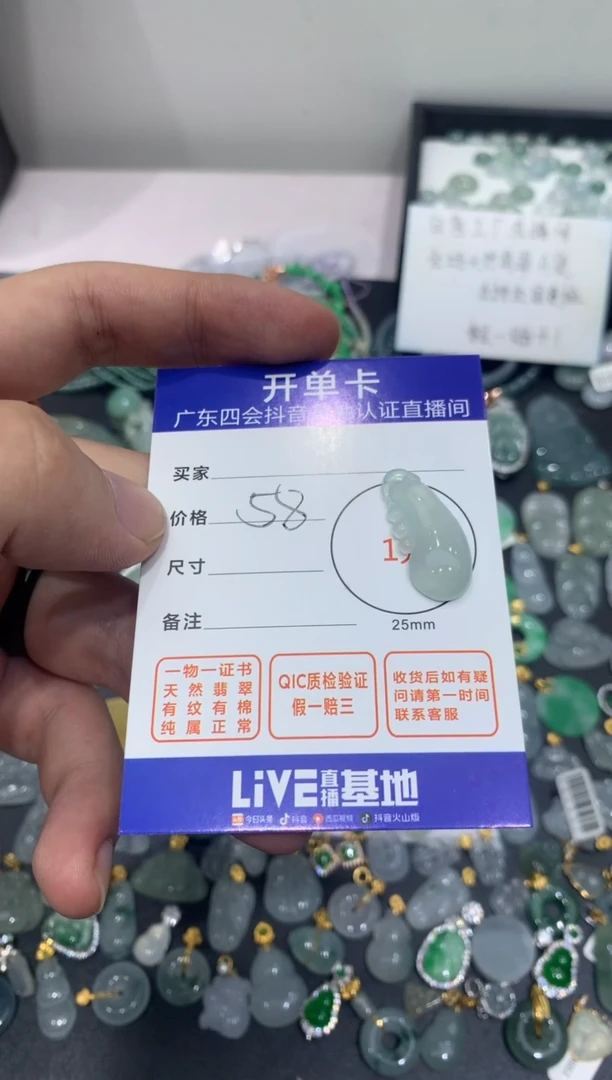 开单卡
广东四会抖音
认证直播间
买家
价格 58
尺寸
备注
1
25mm
一物一证书
天然翡翠
有纹有棉
纯属正常
QIC质检验证
假一赔三
收货后如有疑
问请第一时间
联系客服
LiVE直播基地
今日头条 抖音 西瓜视频 抖音火山版